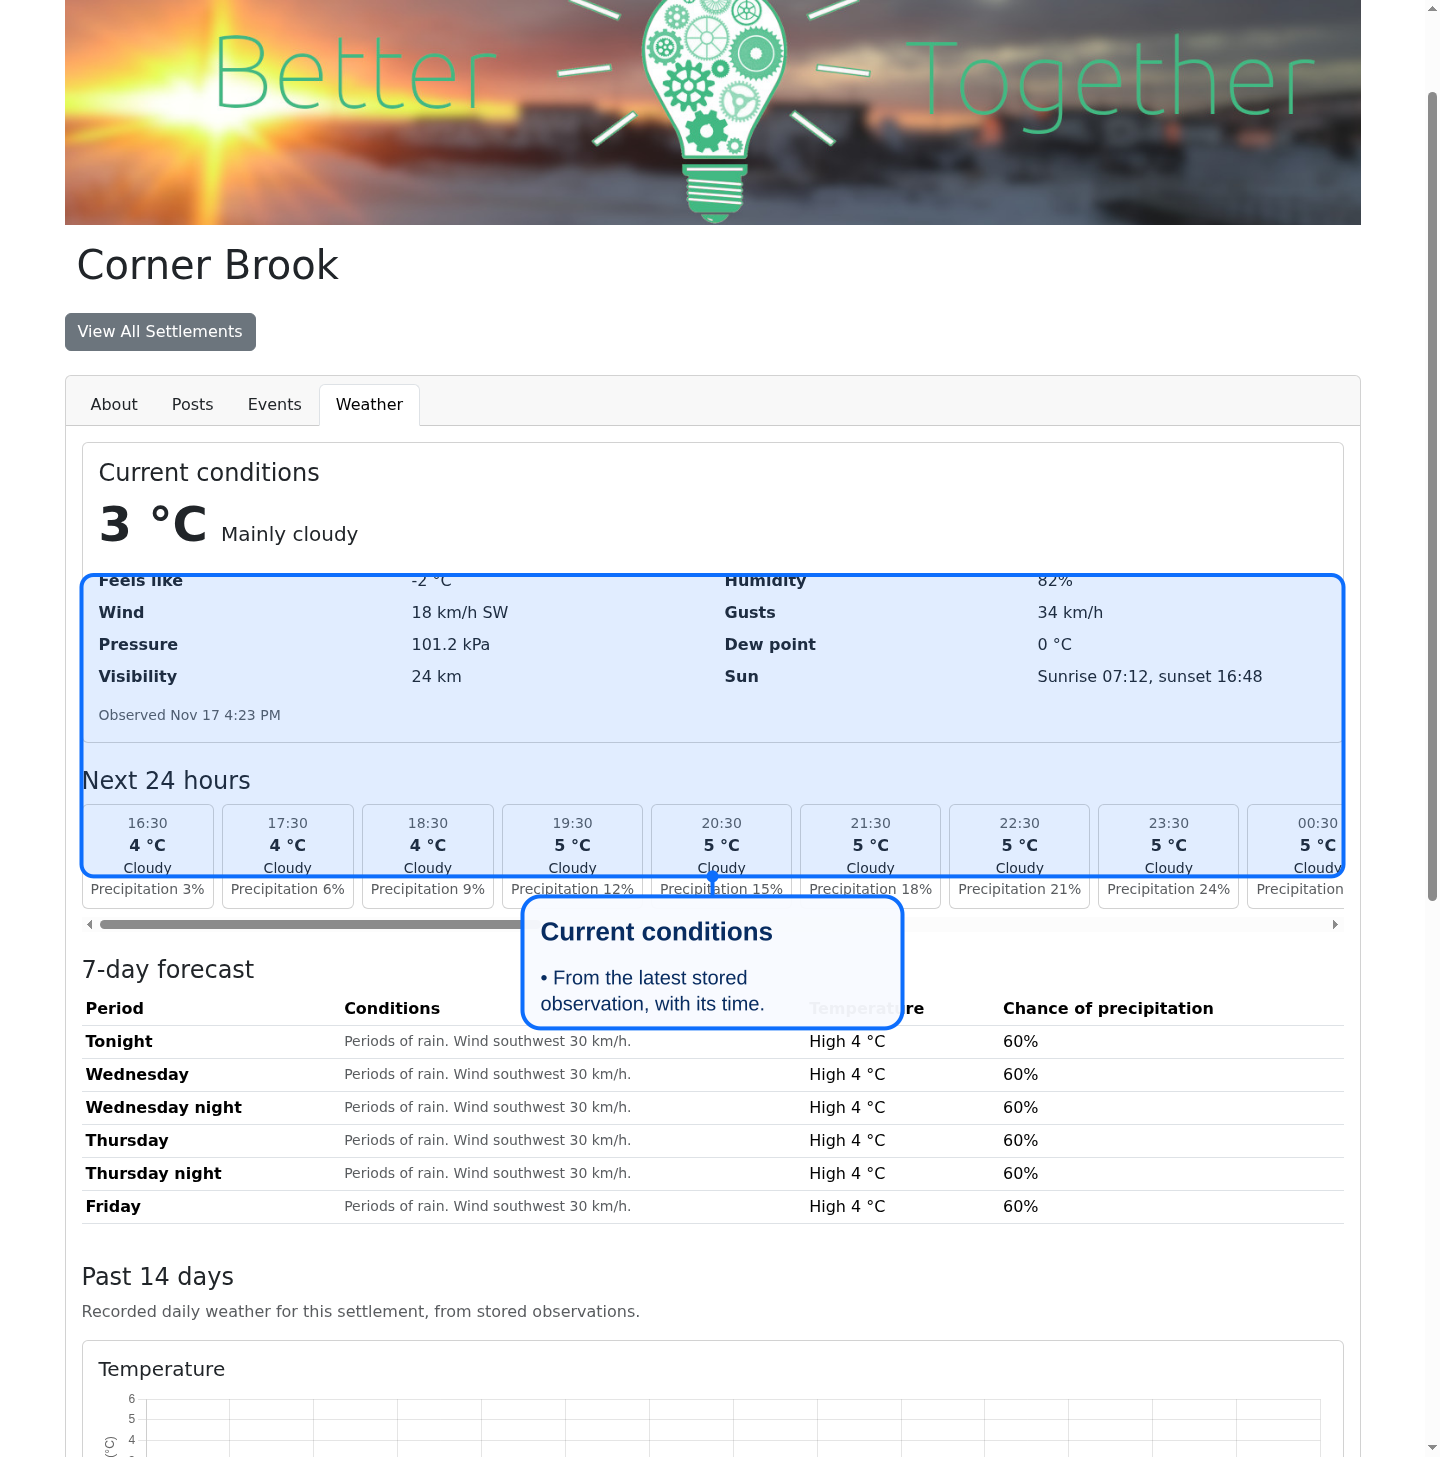 Better Together
Corner Brook
View All Settlements
About Posts Events Weather
Current conditions
3 °C Mainly cloudy
Feels like -2 °C Humidity 82%
Wind 18 km/h SW Gusts 34 km/h
Pressure 101.2 kPa Dew point 0 °C
Visibility 24 km Sun Sunrise 07:12, sunset 16:48
Observed Nov 17 4:23 PM
Next 24 hours
16:30 17:30 18:30 19:30 20:30 21:30 22:30 23:30 00:30
4 °C 4 °C 4 °C 5 °C 5 °C 5 °C 5 °C 5 °C 5 °C
Cloudy Cloudy Cloudy Cloudy Cloudy Cloudy Cloudy Cloudy Cloudy
Precipitation 3% Precipitation 6% Precipitation 9% Precipitation 12% Precipitation 15% Precipitation 18% Precipitation 21% Precipitation 24% Precipitation
Current conditions
• From the latest stored
observation, with its time.
7-day forecast
Period Conditions Temperature Chance of precipitation
Tonight Periods of rain. Wind southwest 30 km/h. High 4 °C 60%
Wednesday Periods of rain. Wind southwest 30 km/h. High 4 °C 60%
Wednesday night Periods of rain. Wind southwest 30 km/h. High 4 °C 60%
Thursday Periods of rain. Wind southwest 30 km/h. High 4 °C 60%
Thursday night Periods of rain. Wind southwest 30 km/h. High 4 °C 60%
Friday Periods of rain. Wind southwest 30 km/h. High 4 °C 60%
Past 14 days
Recorded daily weather for this settlement, from stored observations.
Temperature
6
5
4
(°C)